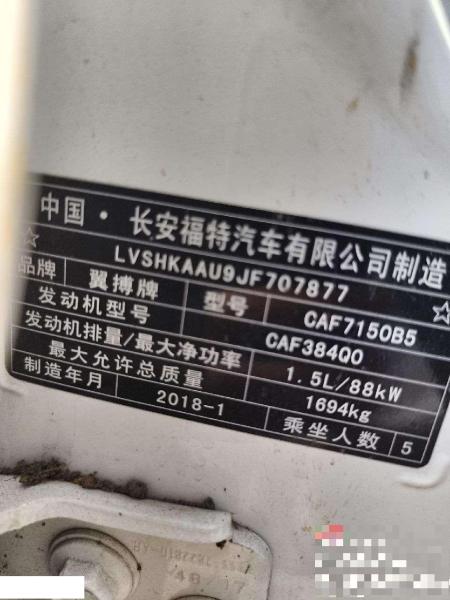 中国·长安福特汽车有限公司制造
☆LVSHKAAU9JF707877☆
品牌 翼搏牌 型号 CAF7150B5
发动机型号 CAF384Q0
发动机排量/最大净功率 1.5L/88kW
最大允许总质量 1694kg
制造年月 2018-1 乘坐人数 5